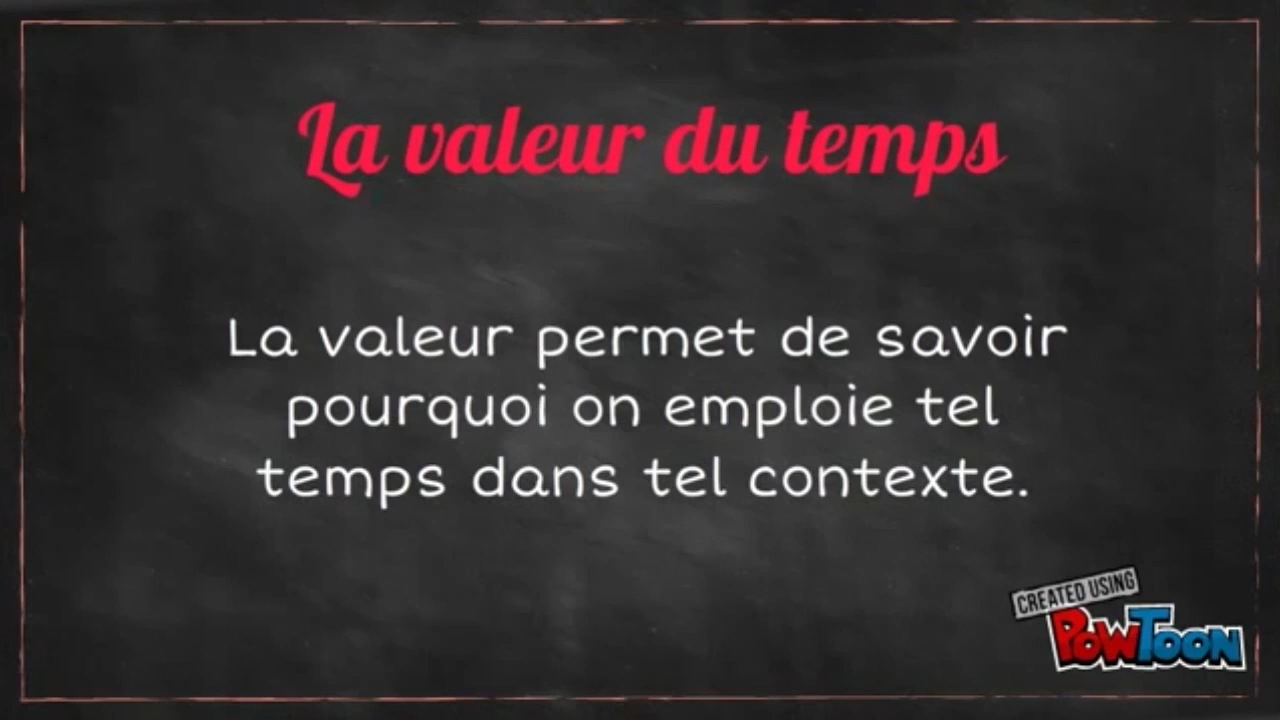 La valeur du temps
La valeur permet de savoir
pourquoi on emploie tel
temps dans tel contexte.
CREATED USING
POWTOON